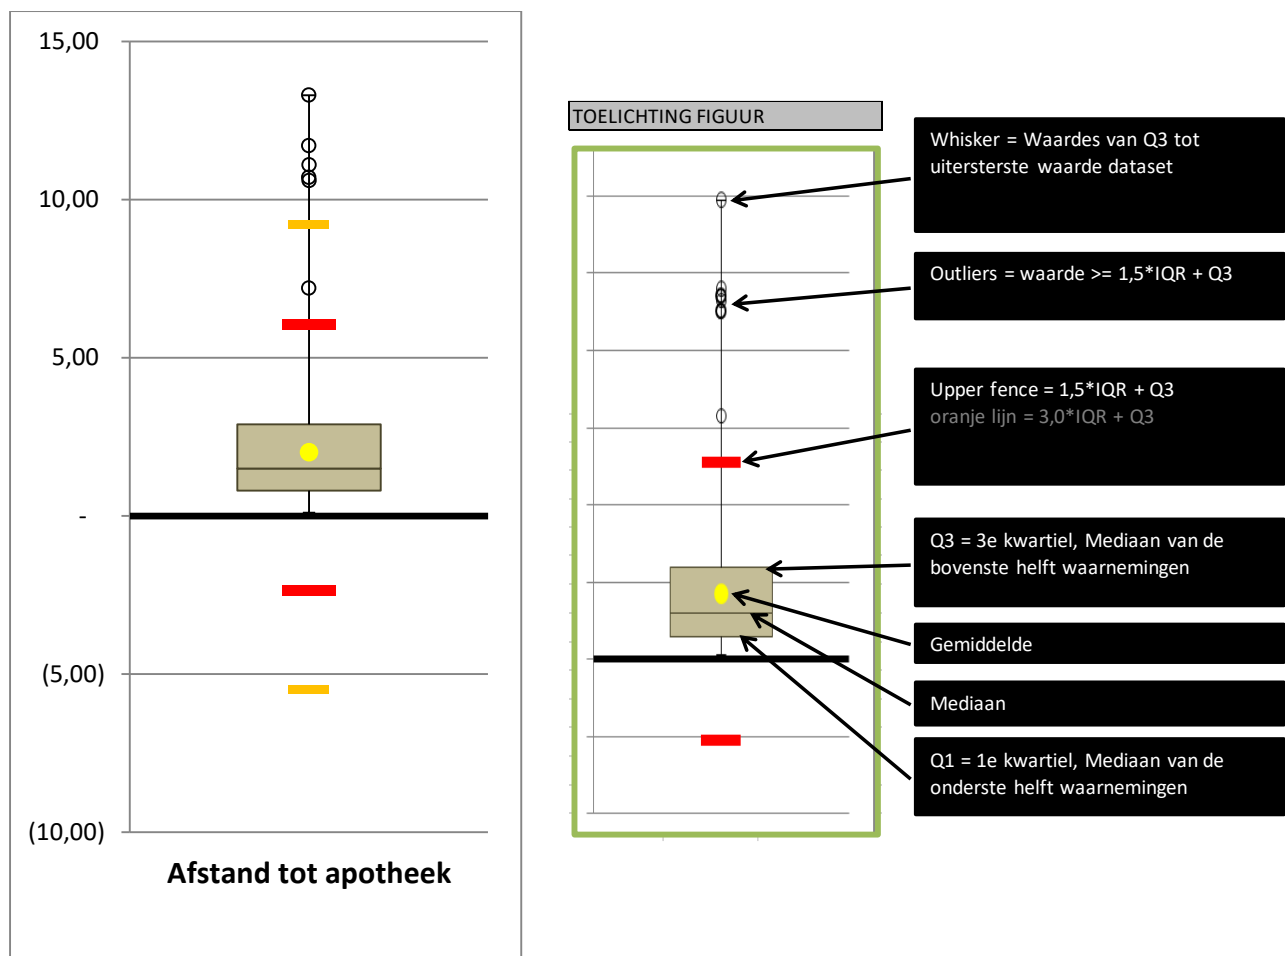 15,00
10,00
5,00
-
(5,00)
(10,00)
Afstand tot apotheek
TOELICHTING FIGUUR
Whisker = Waardes van Q3 tot
uitersterste waarde dataset
Outliers = waarde >= 1,5*IQR + Q3
Upper fence = 1,5*IQR + Q3
oranje lijn = 3,0*IQR + Q3
Q3 = 3e kwartiel, Mediaan van de
bovenste helft waarnemingen
Gemiddelde
Mediaan
Q1 = 1e kwartiel, Mediaan van de
onderste helft waarnemingen